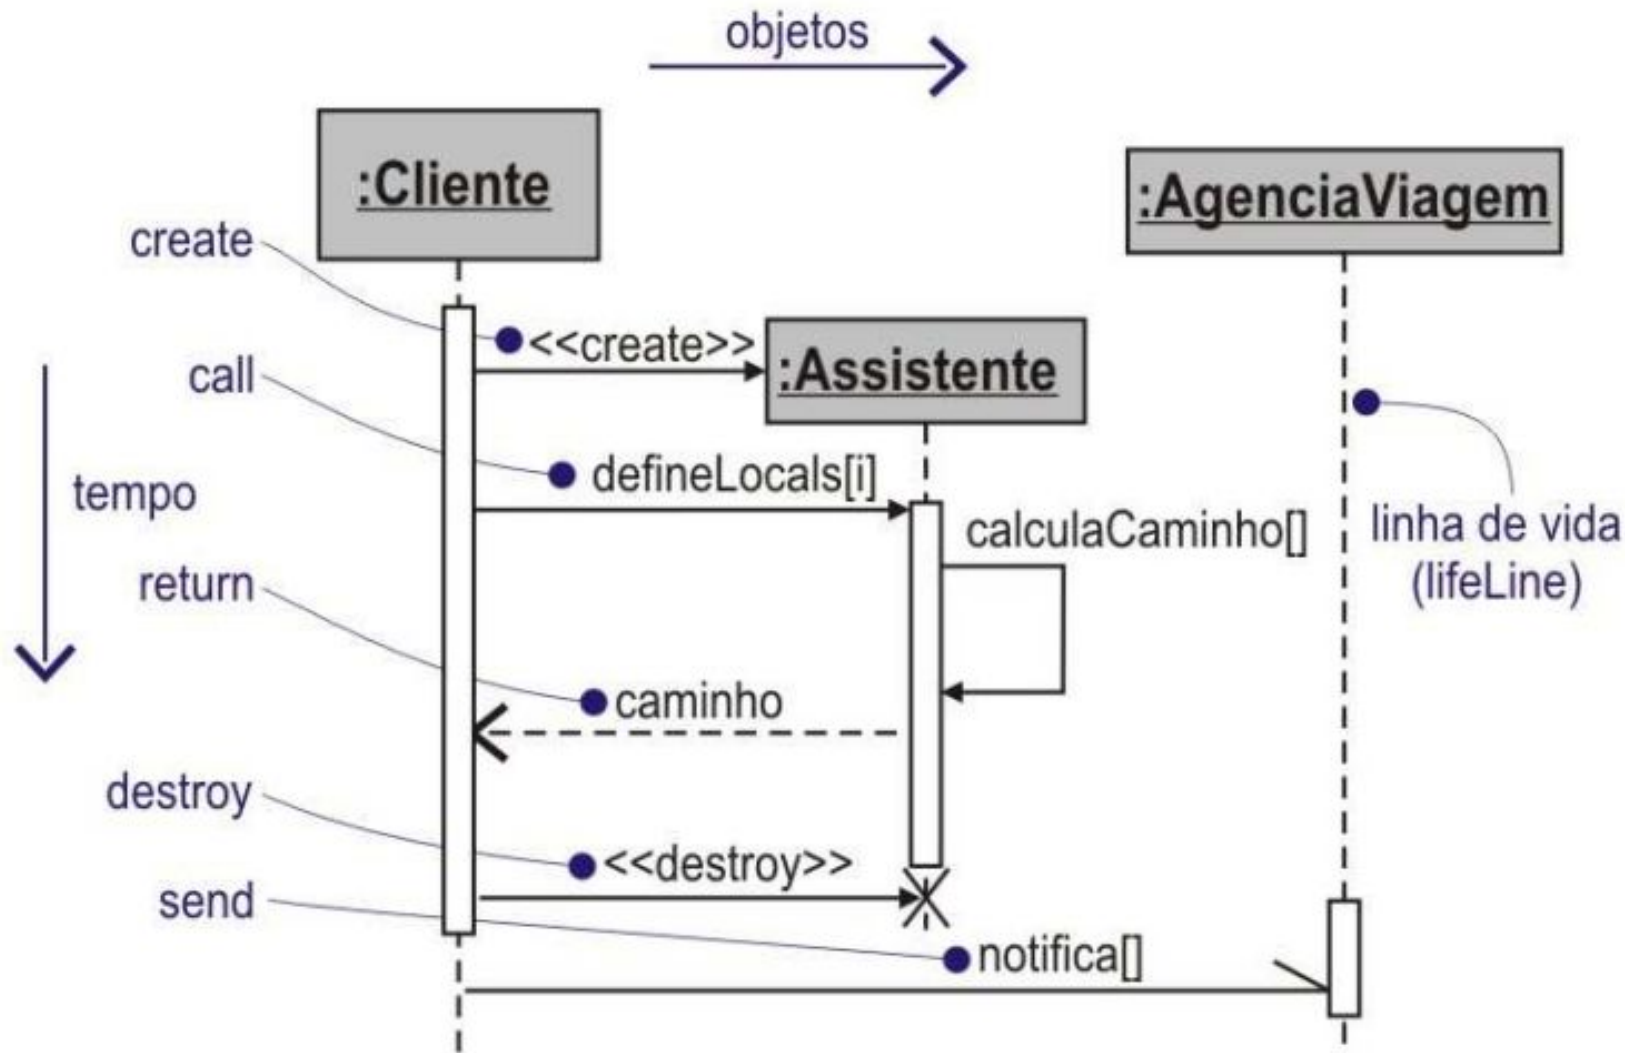 objetos
:Cliente
:AgenciaViagem
create
<<create>>
:Assistente
call
defineLocals[i]
tempo
calculaCaminho[]
linha de vida
(lifeLine)
return
caminho
destroy
<<destroy>>
send
notifica[]